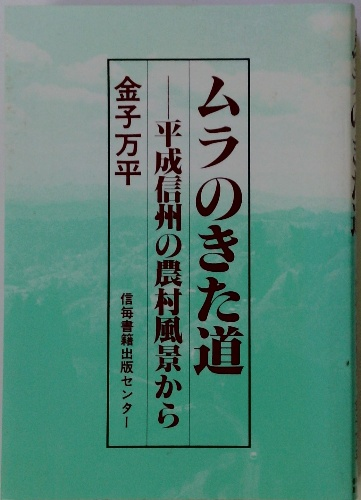 ムラのきた道
──平成信州の農村風景から
金子万平
信毎書籍出版センター